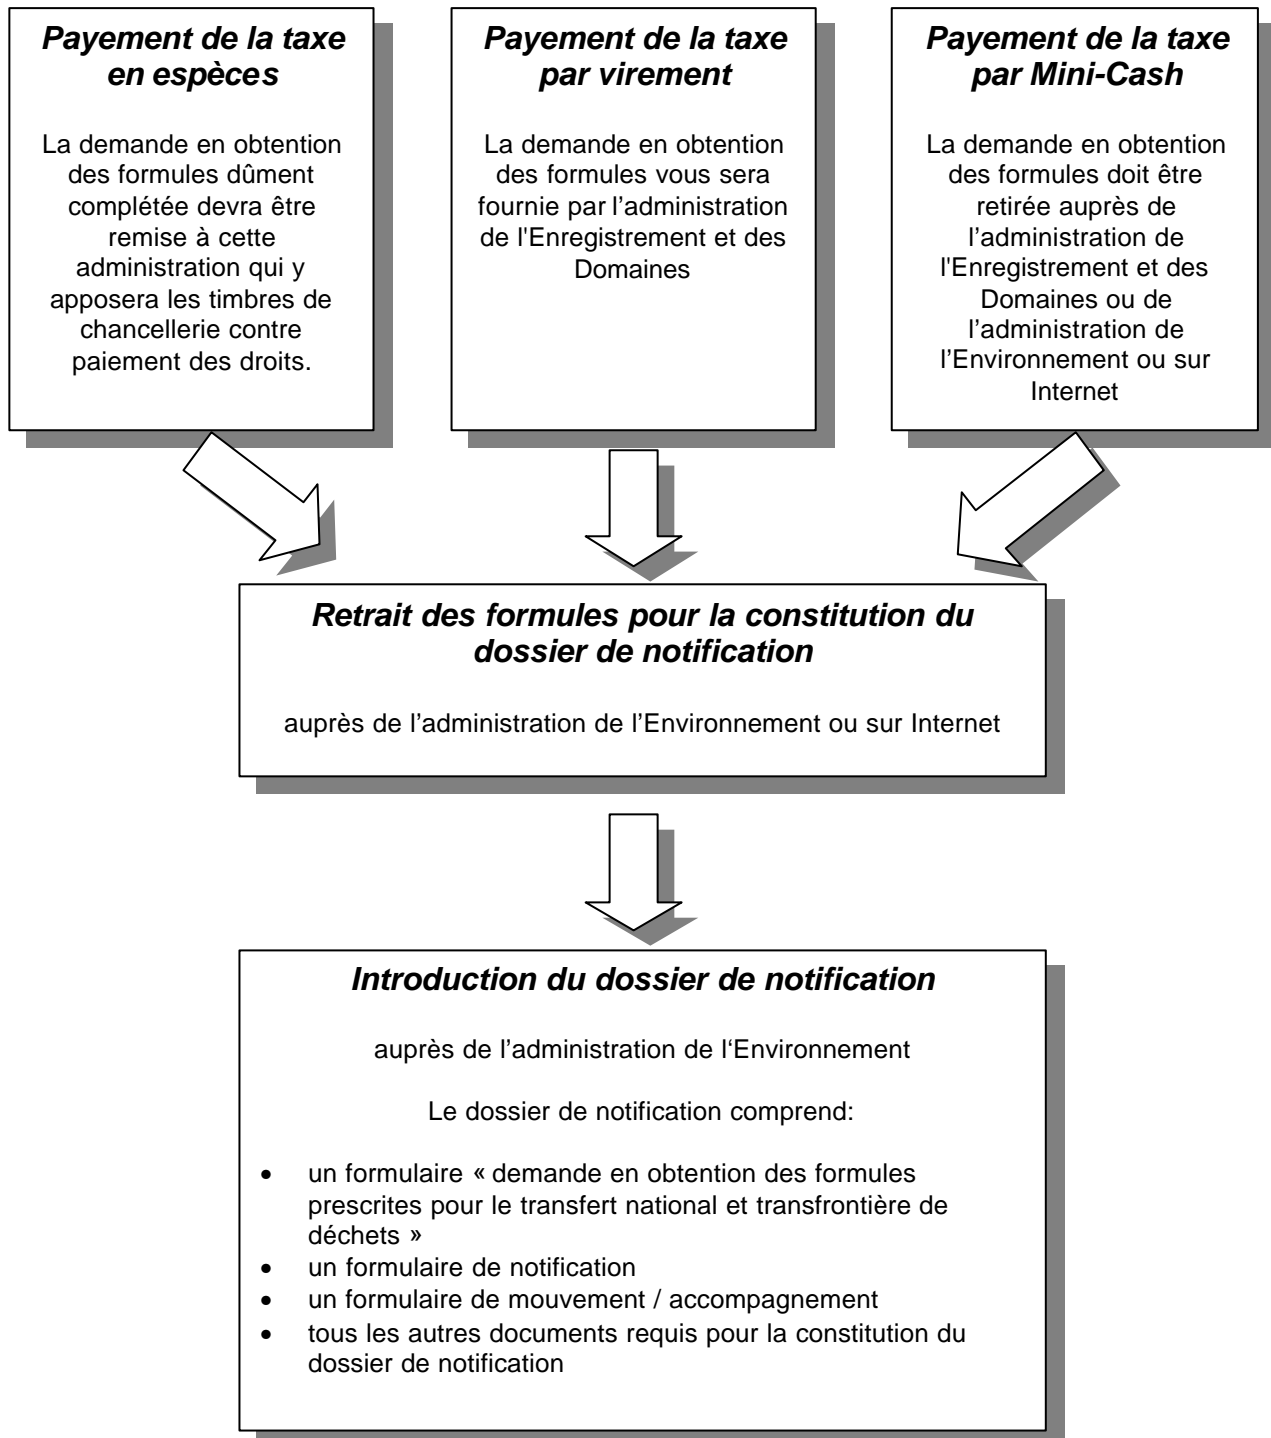 Payement de la taxe
en espèces
La demande en obtention
des formules dûment
complétée devra être
remise à cette
administration qui y
apposera les timbres de
chancellerie contre
paiement des droits.
Payement de la taxe
par virement
La demande en obtention
des formules vous sera
fournie par l’administration
de l'Enregistrement et des
Domaines
Payement de la taxe
par Mini-Cash
La demande en obtention
des formules doit être
retirée auprès de
l’administration de
l'Enregistrement et des
Domaines ou de
l’administration de
l’Environnement ou sur
Internet
Retrait des formules pour la constitution du
dossier de notification
auprès de l’administration de l’Environnement ou sur Internet
Introduction du dossier de notification
auprès de l’administration de l‘Environnement
Le dossier de notification comprend:
• un formulaire « demande en obtention des formules
prescrites pour le transfert national et transfrontière de
déchets »
• un formulaire de notification
• un formulaire de mouvement / accompagnement
• tous les autres documents requis pour la constitution du
dossier de notification